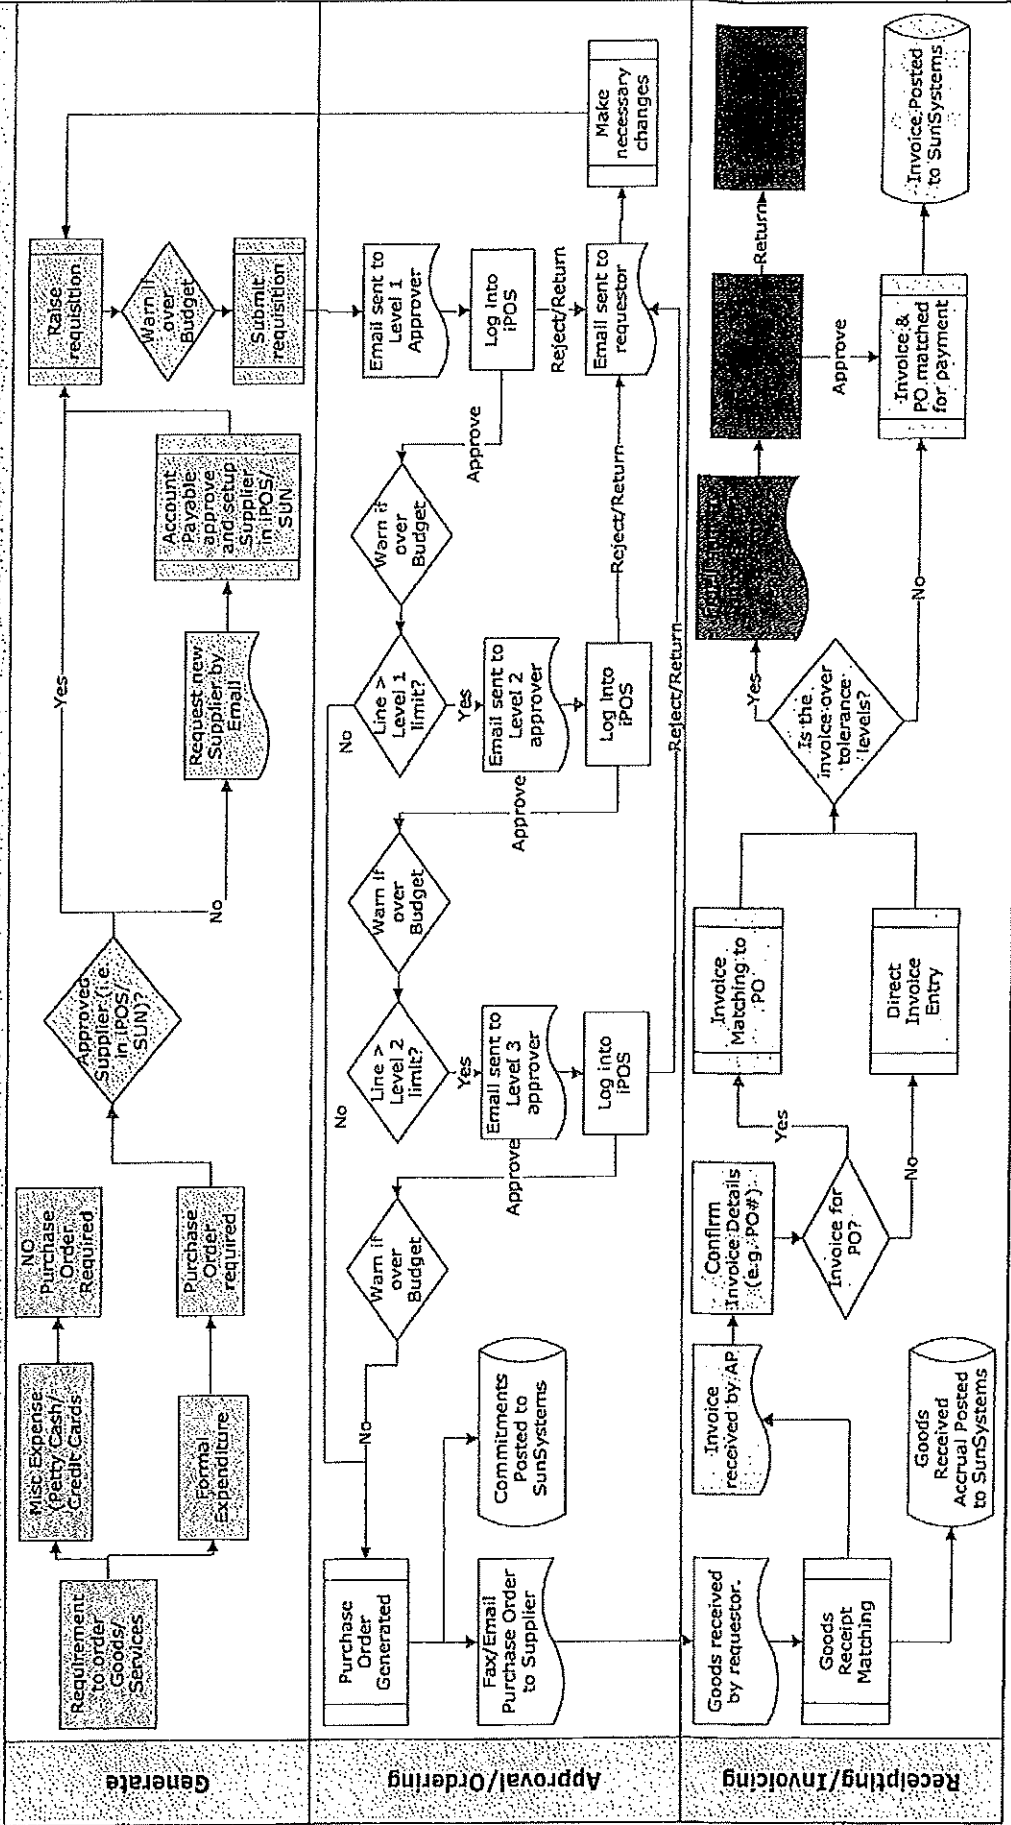 Generate
Requirement
to order
Goods/
Services
Misc Expense
(Petty Cash/
Credit Cards
NO
Purchase
Order
Required
Formal
Expenditure
Purchase
Order
required
Approved
Supplier (i.e.
in iPOS/
SUN)?
Yes
No
Request new
Supplier by
Email
Account
Payable
approve
and setup
Supplier
in iPOS/
SUN
Raise
requisition
Warn if
over
Budget
Submit
requisition
Approval/Ordering
Email sent to
Level 1
Approver
Log into
iPOS
Reject/Return
Email sent to
requestor
Make
necessary
changes
Approve
Warn if
over
Budget
Line >
Level 1
limit?
No
Yes
Email sent to
Level 2
approver
Log into
iPOS
Reject/Return
Approve
Warn if
over
Budget
Line >
Level 2
limit?
No
Yes
Email sent to
Level 3
approver
Log into
iPOS
Reject/Return
Approve
Warn if
over
Budget
No
Purchase
Order
Generated
Commitments
Posted to
SunSystems
Fax/Email
Purchase Order
to Supplier
Receipting/Invoicing
Goods received
by requestor.
Goods
Receipt
Matching
Goods
Received
Accrual Posted
to SunSystems
Invoice
received by AP
Confirm
Invoice Details
(e.g. PO#)
Invoice for
PO?
Yes
No
Invoice
Matching to
PO
Direct
Invoice
Entry
Is the
invoice over
tolerance
levels?
Yes
No
Return
Approve
Invoice &
PO matched
for payment
Invoice Posted
to SunSystems